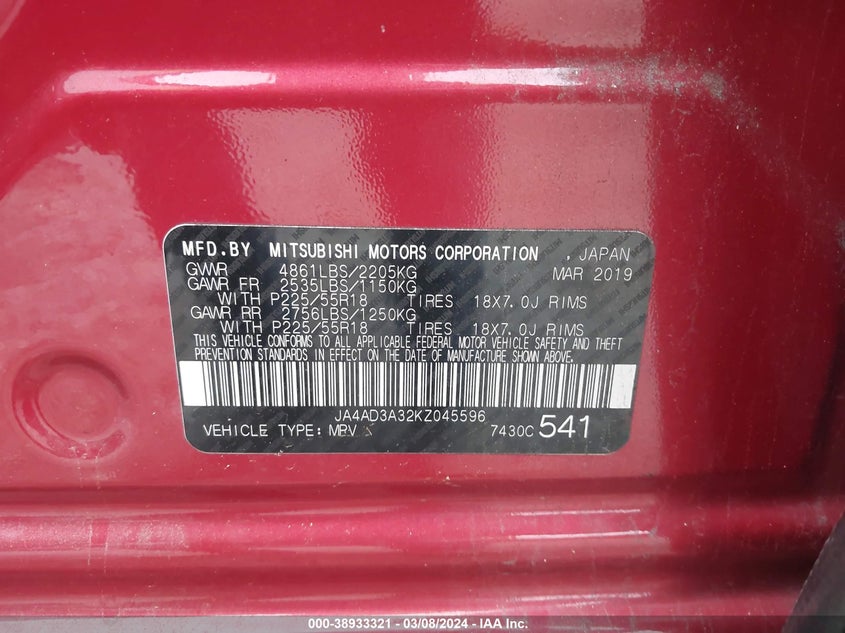 MFD.BY MITSUBISHI MOTORS CORPORATION , JAPAN
GVWR 4861LBS/2205KG MAR 2019
GAWR FR 2535LBS/1150KG
WITH P225/55R18 TIRES 18X7.0J RIMS
GAWR RR 2756LBS/1250KG
WITH P225/55R18 TIRES 18X7.0J RIMS
THIS VEHICLE CONFORMS TO ALL APPLICABLE FEDERAL MOTOR VEHICLE SAFETY AND THEFT
PREVENTION STANDARDS IN EFFECT ON THE DATE OF MANUFACTURE SHOWN ABOVE.
JA4AD3A32KZ045596
VEHICLE TYPE: MPV 7430C 541
000-38933321 - 03/08/2024 - IAA Inc.